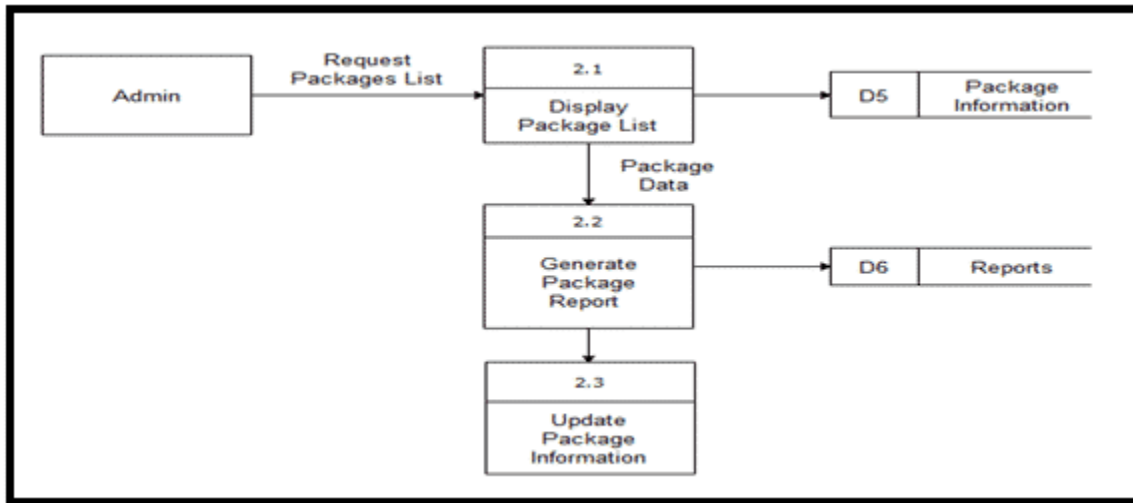 Admin
Request
Packages List
2.1
Display
Package List
D5
Package
Information
Package
Data
2.2
Generate
Package
Report
D6
Reports
2.3
Update
Package
Information